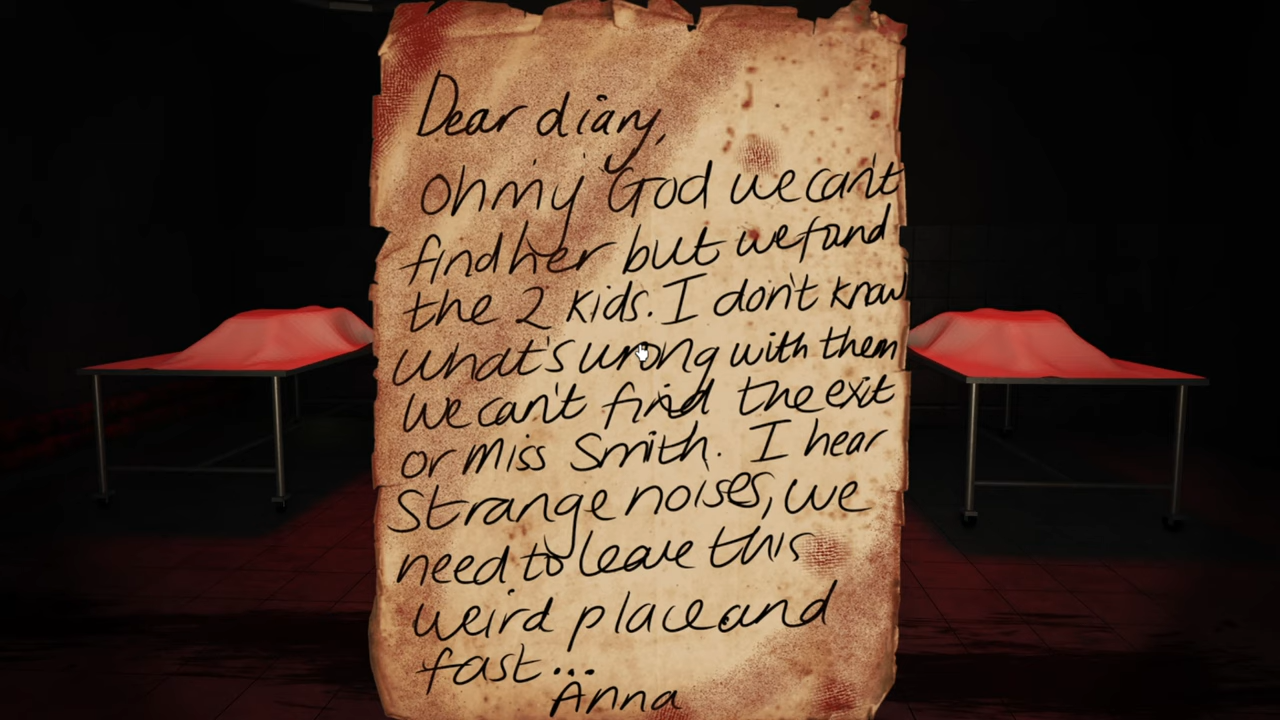 Dear diary,
Oh my God we can't
find her but we fond
the 2 kids. I don't know
what's wrong with them
We can't find the exit
or Miss Smith. I hear
strange noises, we
need to leave this
weird place and
fast...
Anna